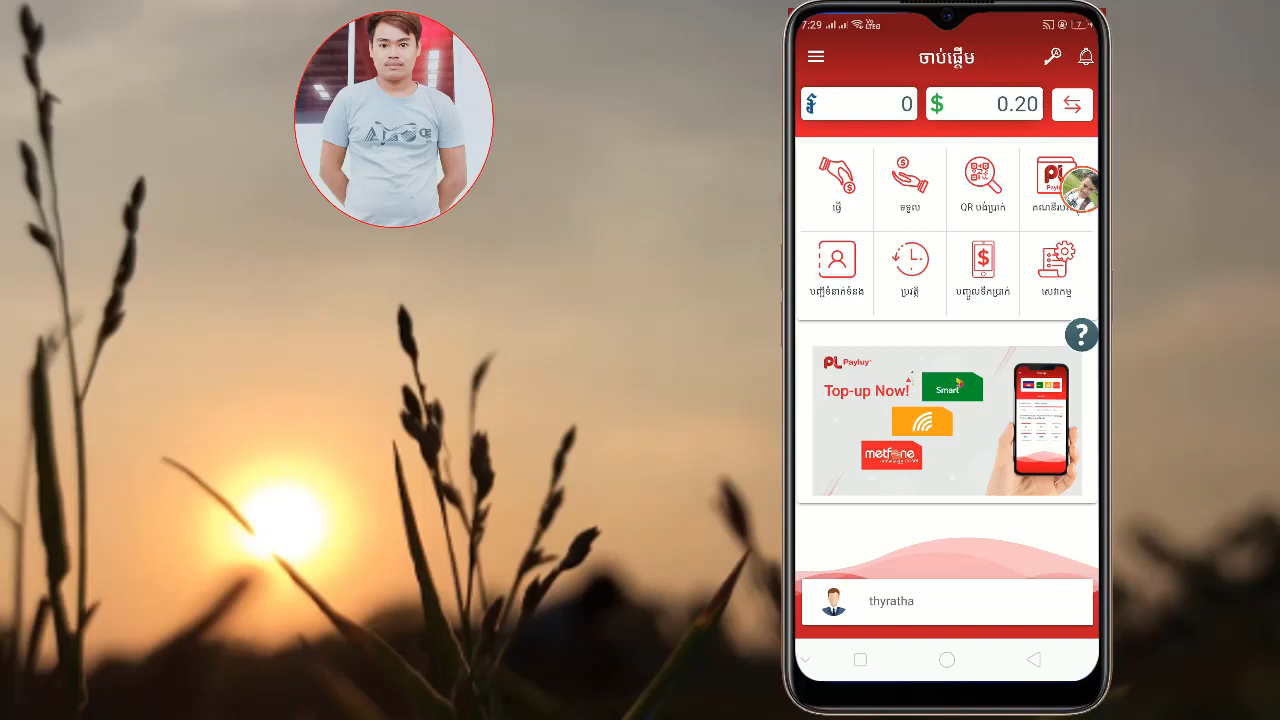 7:29
ចាប់ផ្ដើម
0
$ 0.20
ផ្ញើ
ទទួល
QR បង់ប្រាក់
បញ្ជីទំនាក់ទំនង
ប្រវត្តិ
បញ្ចូលទឹកប្រាក់
សេវាកម្ម
?
PL Payluy
Top-up Now!
Smart
metfone
thyratha